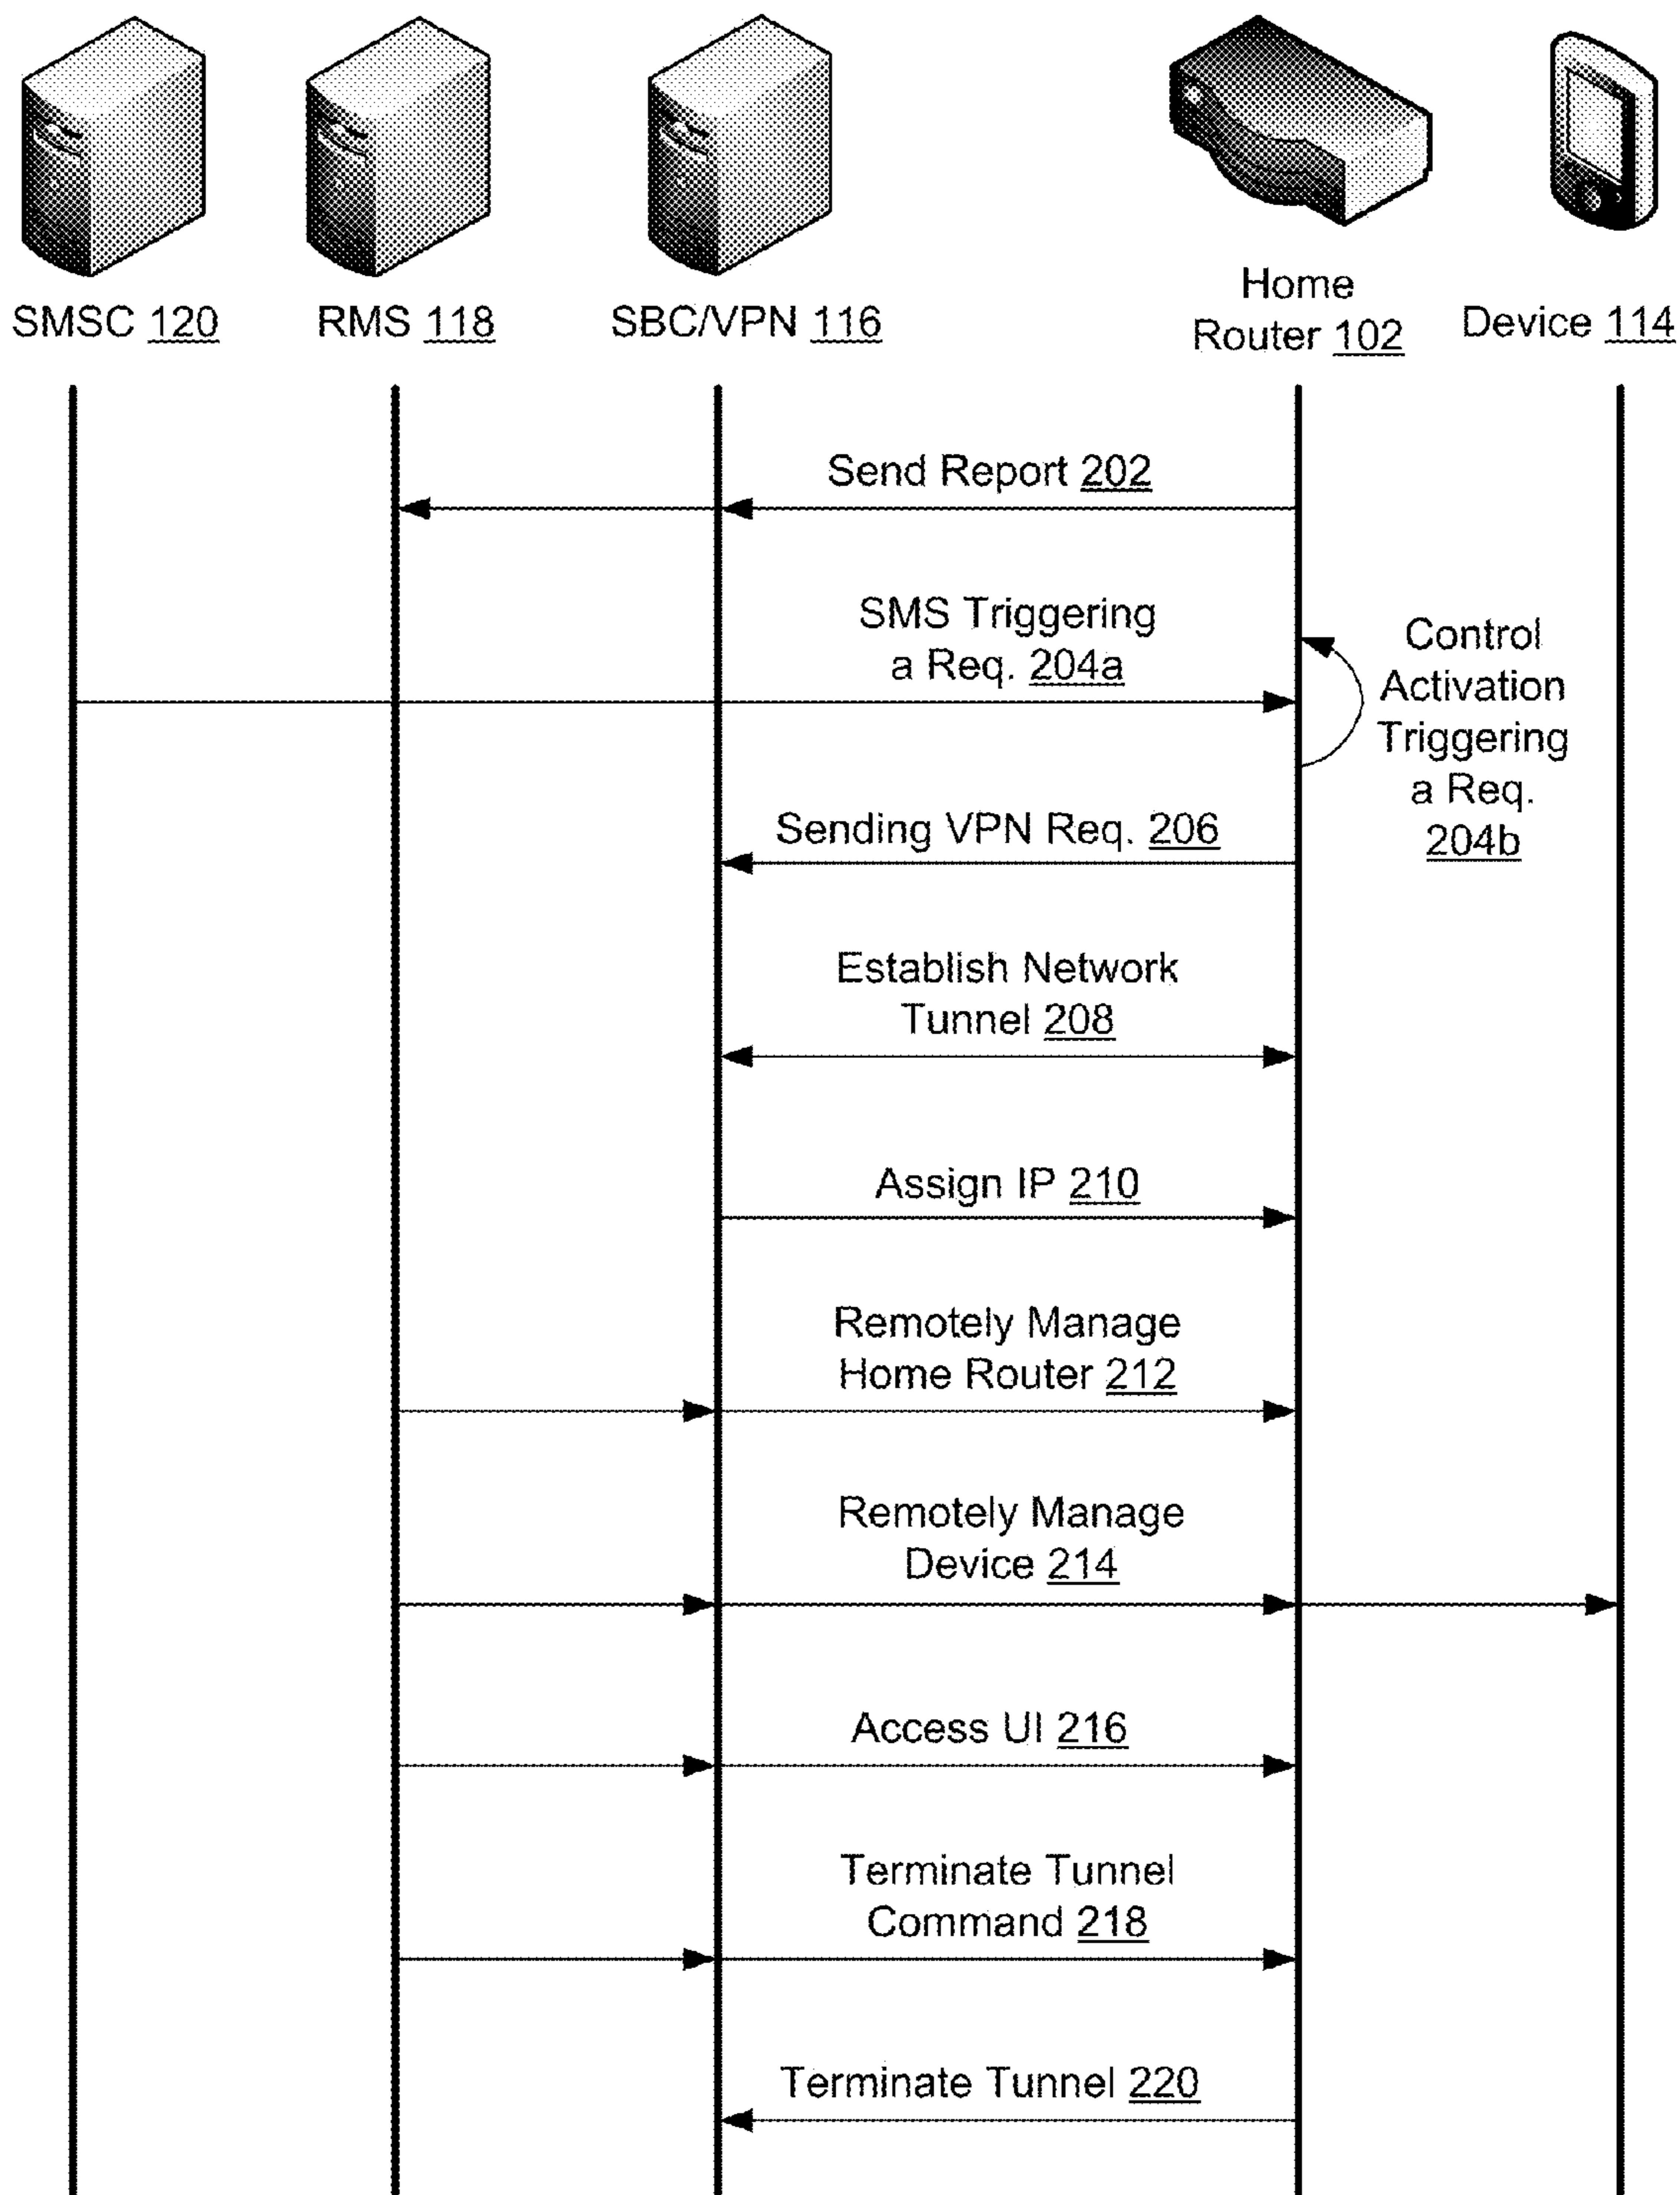 SMSC 120
RMS 118
SBC/VPN 116
Home
Router 102
Device 114
Send Report 202
SMS Triggering
a Req. 204a
Control
Activation
Triggering
a Req.
204b
Sending VPN Req. 206
Establish Network
Tunnel 208
Assign IP 210
Remotely Manage
Home Router 212
Remotely Manage
Device 214
Access UI 216
Terminate Tunnel
Command 218
Terminate Tunnel 220